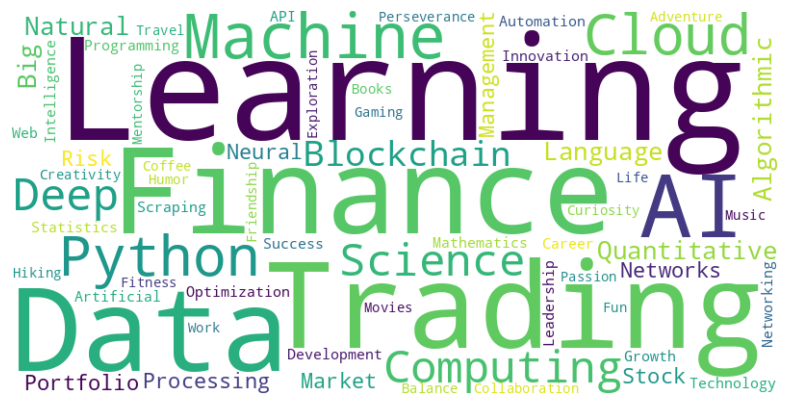 Natural
Travel
API
Perseverance
Automation
Adventure
Programming
Machine
Cloud
Big
Intelligence
Mentorship
Learning
Exploration
Books
Gaming
Management
Innovation
Algorithmic
Web
Risk
Coffee
Humor
Neural
Blockchain
Language
Creativity
Deep
Finance
Life
AI
Music
Scraping
Friendship
Curiosity
Statistics
Success
Mathematics
Career
Quantitative
Python
Science
Hiking
Fitness
Artificial
Optimization
Trading
Passion
Networks
Networking
Data
Work
Movies
Leadership
Fun
Development
Computing
Growth
Portfolio
Processing
Market
Balance
Collaboration
Stock
Technology